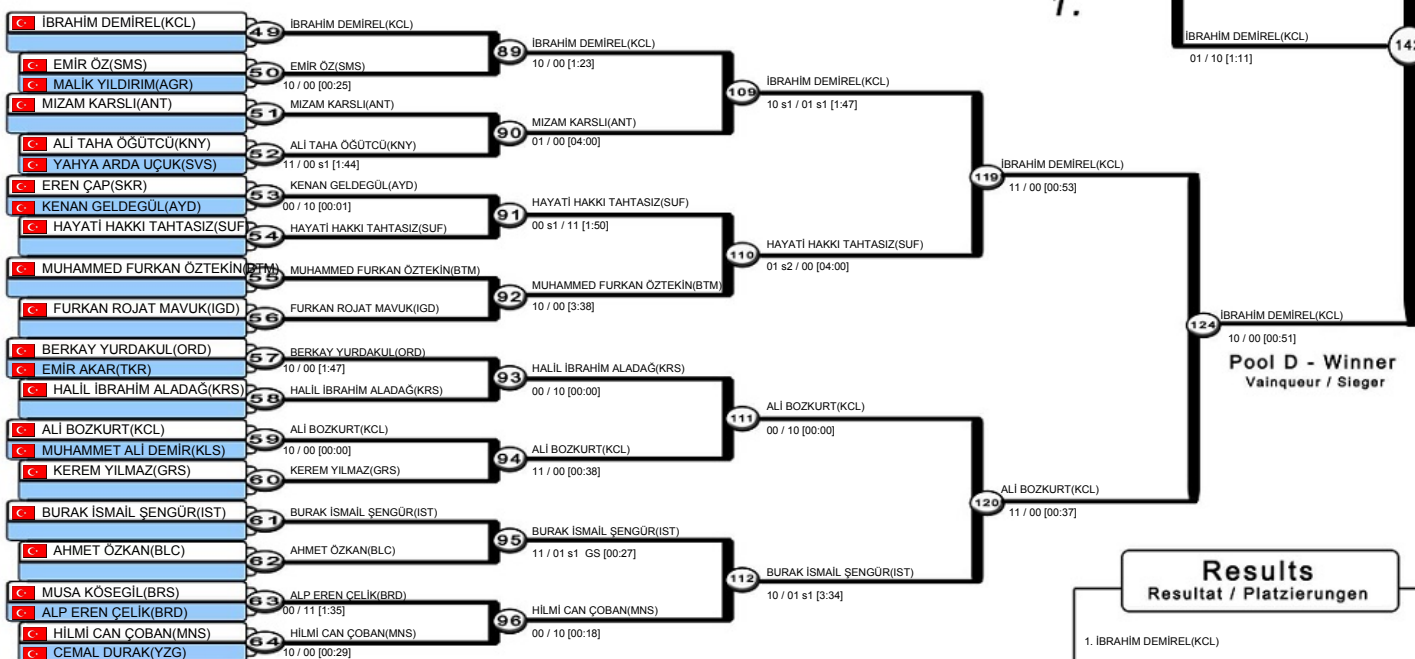 İBRAHİM DEMİREL(KCL)
EMİR ÖZ(SMS)
MALİK YILDIRIM(AGR)
MIZAM KARSLI(ANT)
ALİ TAHA ÖĞÜTCÜ(KNY)
YAHYA ARDA UÇUK(SVS)
EREN ÇAP(SKR)
KENAN GELDEGÜL(AYD)
HAYATİ HAKKI TAHTASIZ(SUF
MUHAMMED FURKAN ÖZTEKİN(BTM)
FURKAN ROJAT MAVUK(IGD)
BERKAY YURDAKUL(ORD)
EMİR AKAR(TKR)
HALİL İBRAHİM ALADAĞ(KRS)
ALİ BOZKURT(KCL)
MUHAMMET ALİ DEMİR(KLS)
KEREM YILMAZ(GRS)
BURAK İSMAİL ŞENGÜR(IST)
AHMET ÖZKAN(BLC)
MUSA KÖSEGİL(BRS)
ALP EREN ÇELİK(BRD)
HİLMİ CAN ÇOBAN(MNS)
CEMAL DURAK(YZG)
49 İBRAHİM DEMİREL(KCL)
50 EMİR ÖZ(SMS)
10 / 00 [00:25]
51 MIZAM KARSLI(ANT)
52 ALİ TAHA ÖĞÜTCÜ(KNY)
11 / 00 s1 [1:44]
53 KENAN GELDEGÜL(AYD)
00 / 10 [00:01]
54 HAYATİ HAKKI TAHTASIZ(SUF)
55 MUHAMMED FURKAN ÖZTEKİN(BTM)
56 FURKAN ROJAT MAVUK(IGD)
57 BERKAY YURDAKUL(ORD)
10 / 00 [1:47]
58 HALİL İBRAHİM ALADAĞ(KRS)
59 ALİ BOZKURT(KCL)
10 / 00 [00:00]
60 KEREM YILMAZ(GRS)
61 BURAK İSMAİL ŞENGÜR(IST)
62 AHMET ÖZKAN(BLC)
63 ALP EREN ÇELİK(BRD)
00 / 11 [1:35]
64 HİLMİ CAN ÇOBAN(MNS)
10 / 00 [00:29]
89 İBRAHİM DEMİREL(KCL)
10 / 00 [1:23]
90 MIZAM KARSLI(ANT)
01 / 00 [04:00]
91 HAYATİ HAKKI TAHTASIZ(SUF)
00 s1 / 11 [1:50]
92 MUHAMMED FURKAN ÖZTEKİN(BTM)
10 / 00 [3:38]
93 HALİL İBRAHİM ALADAĞ(KRS)
00 / 10 [00:00]
94 ALİ BOZKURT(KCL)
11 / 00 [00:38]
95 BURAK İSMAİL ŞENGÜR(IST)
11 / 01 s1 GS [00:27]
96 HİLMİ CAN ÇOBAN(MNS)
00 / 10 [00:18]
109 İBRAHİM DEMİREL(KCL)
10 s1 / 01 s1 [1:47]
110 HAYATİ HAKKI TAHTASIZ(SUF)
01 s2 / 00 [04:00]
111 ALİ BOZKURT(KCL)
00 / 10 [00:00]
112 BURAK İSMAİL ŞENGÜR(IST)
10 / 01 s1 [3:34]
119 İBRAHİM DEMİREL(KCL)
11 / 00 [00:53]
120 ALİ BOZKURT(KCL)
11 / 00 [00:37]
1.
İBRAHİM DEMİREL(KCL)
01 / 10 [1:11]
124 İBRAHİM DEMİREL(KCL)
10 / 00 [00:51]
Pool D - Winner
Vainqueur / Sieger
Results
Resultat / Platzierungen
1. İBRAHİM DEMİREL(KCL)